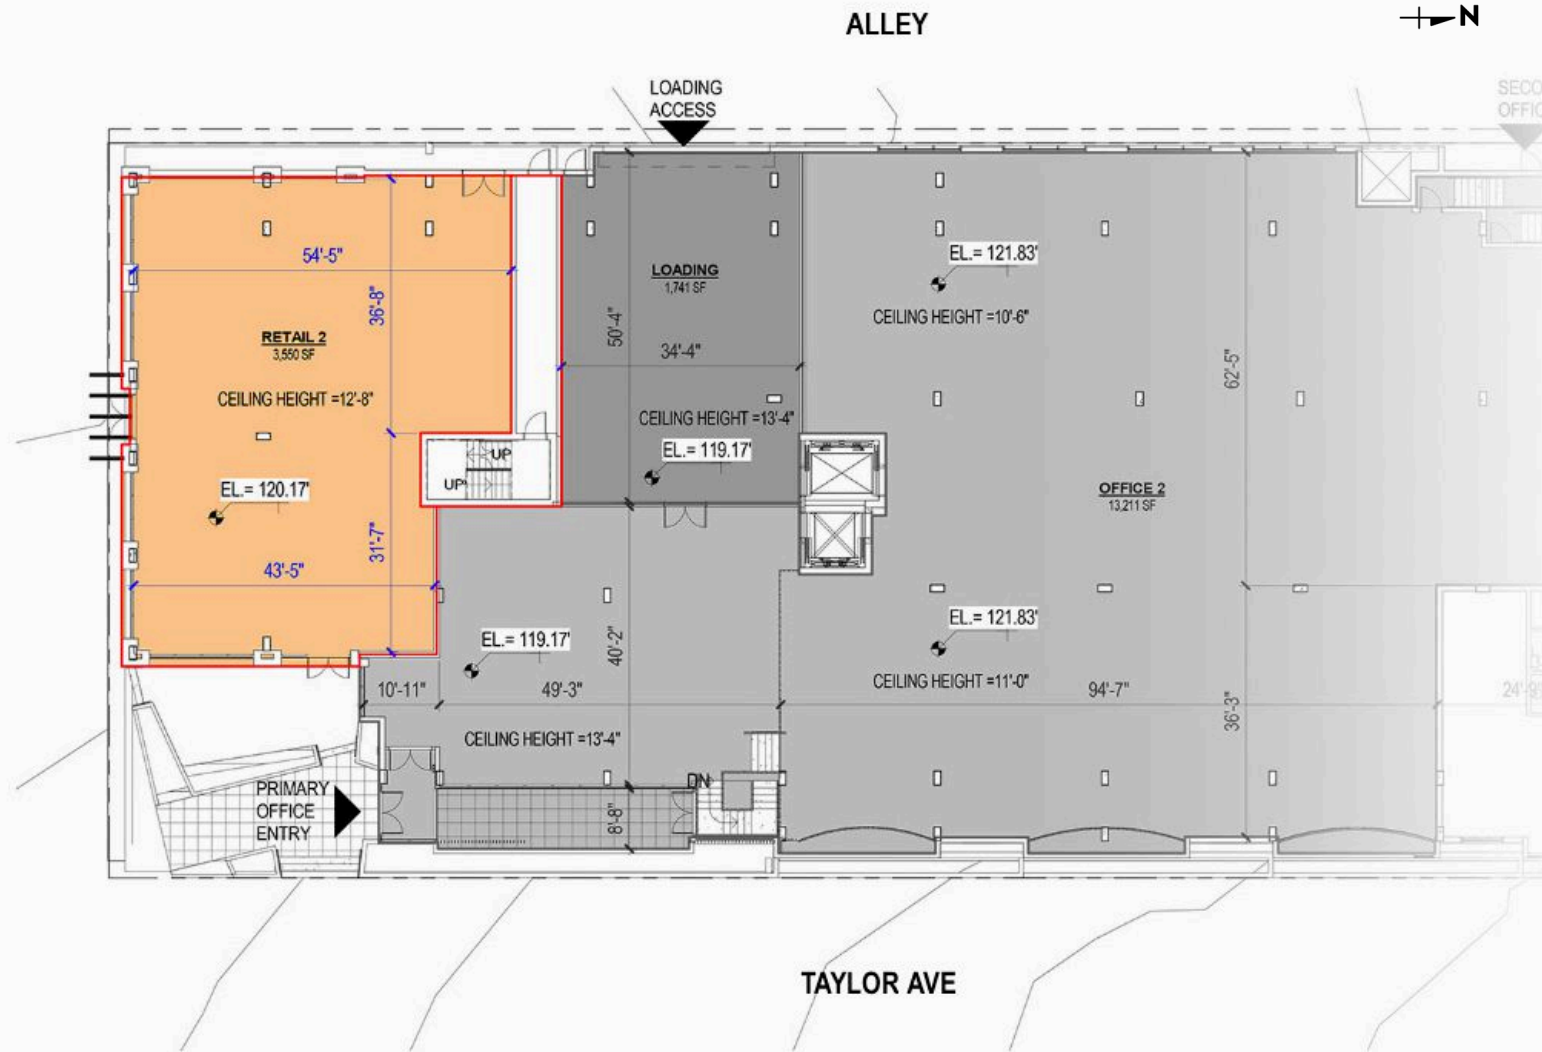 ALLEY
N
LOADING
ACCESS
SECO
OFFIC
54'-5"
36'-8"
RETAIL 2
3,550 SF
CEILING HEIGHT =12'-8"
EL.= 120.17'
31'-7"
43'-5"
UP
UP
LOADING
1,741 SF
50'-4"
34'-4"
CEILING HEIGHT =13'-4"
EL.= 119.17'
EL.= 121.83'
CEILING HEIGHT =10'-6"
62'-5"
OFFICE 2
13,211 SF
EL.= 119.17'
40'-2"
10'-11"
49'-3"
CEILING HEIGHT =13'-4"
EL.= 121.83'
CEILING HEIGHT =11'-0"
94'-7"
36'-3"
PRIMARY
OFFICE
ENTRY
DN
8'-8"
TAYLOR AVE